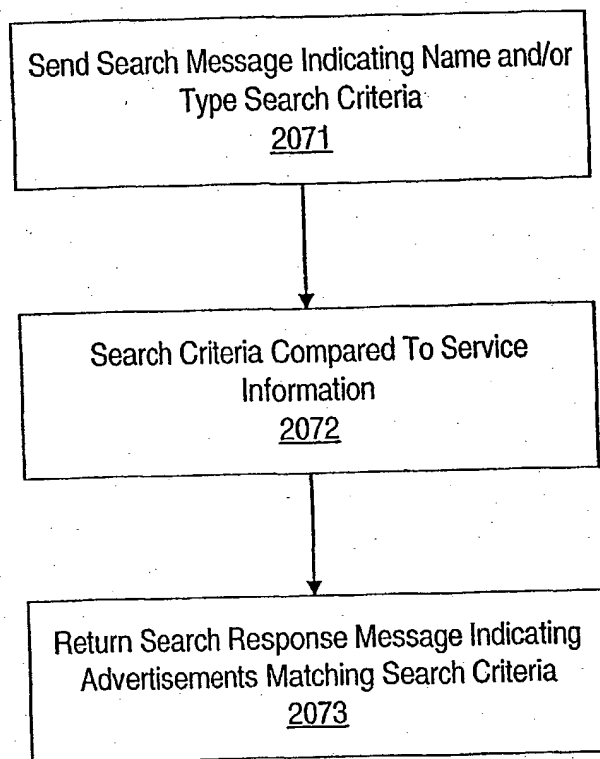 Send Search Message Indicating Name and/or
Type Search Criteria
2071
Search Criteria Compared To Service
Information
2072
Return Search Response Message Indicating
Advertisements Matching Search Criteria
2073